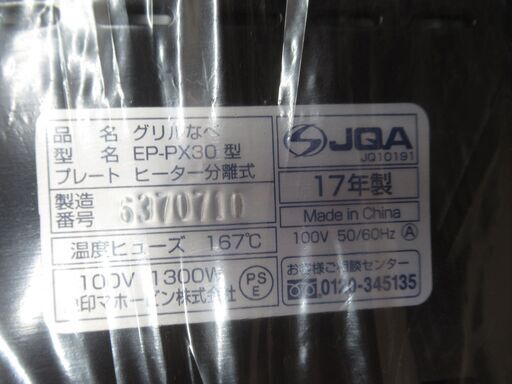 品名 グリルなべ
型名 EP-PX30 型
プレート ヒーター分離式
製造
番号
温度ヒューズ 167℃
100V 1300W
PS
E
印マホービン株式会社
JQA
JQ10191
17年製
Made in China
100V 50/60Hz A
お客様ご相談センター
0120-345135